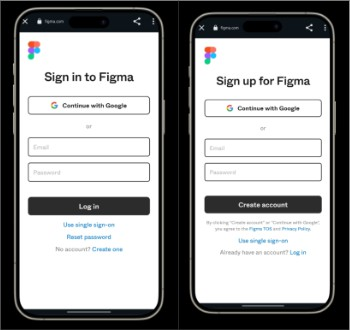 figma.com
Sign in to Figma
Continue with Google
or
Email
Password
Log in
Use single sign-on
Reset password
No account? Create one
figma.com
Sign up for Figma
Continue with Google
or
Email
Password
Create account
By clicking "Create account" or "Continue with Google",
you agree to the Figma TOS and Privacy Policy.
Use single sign-on
Already have an account? Log in